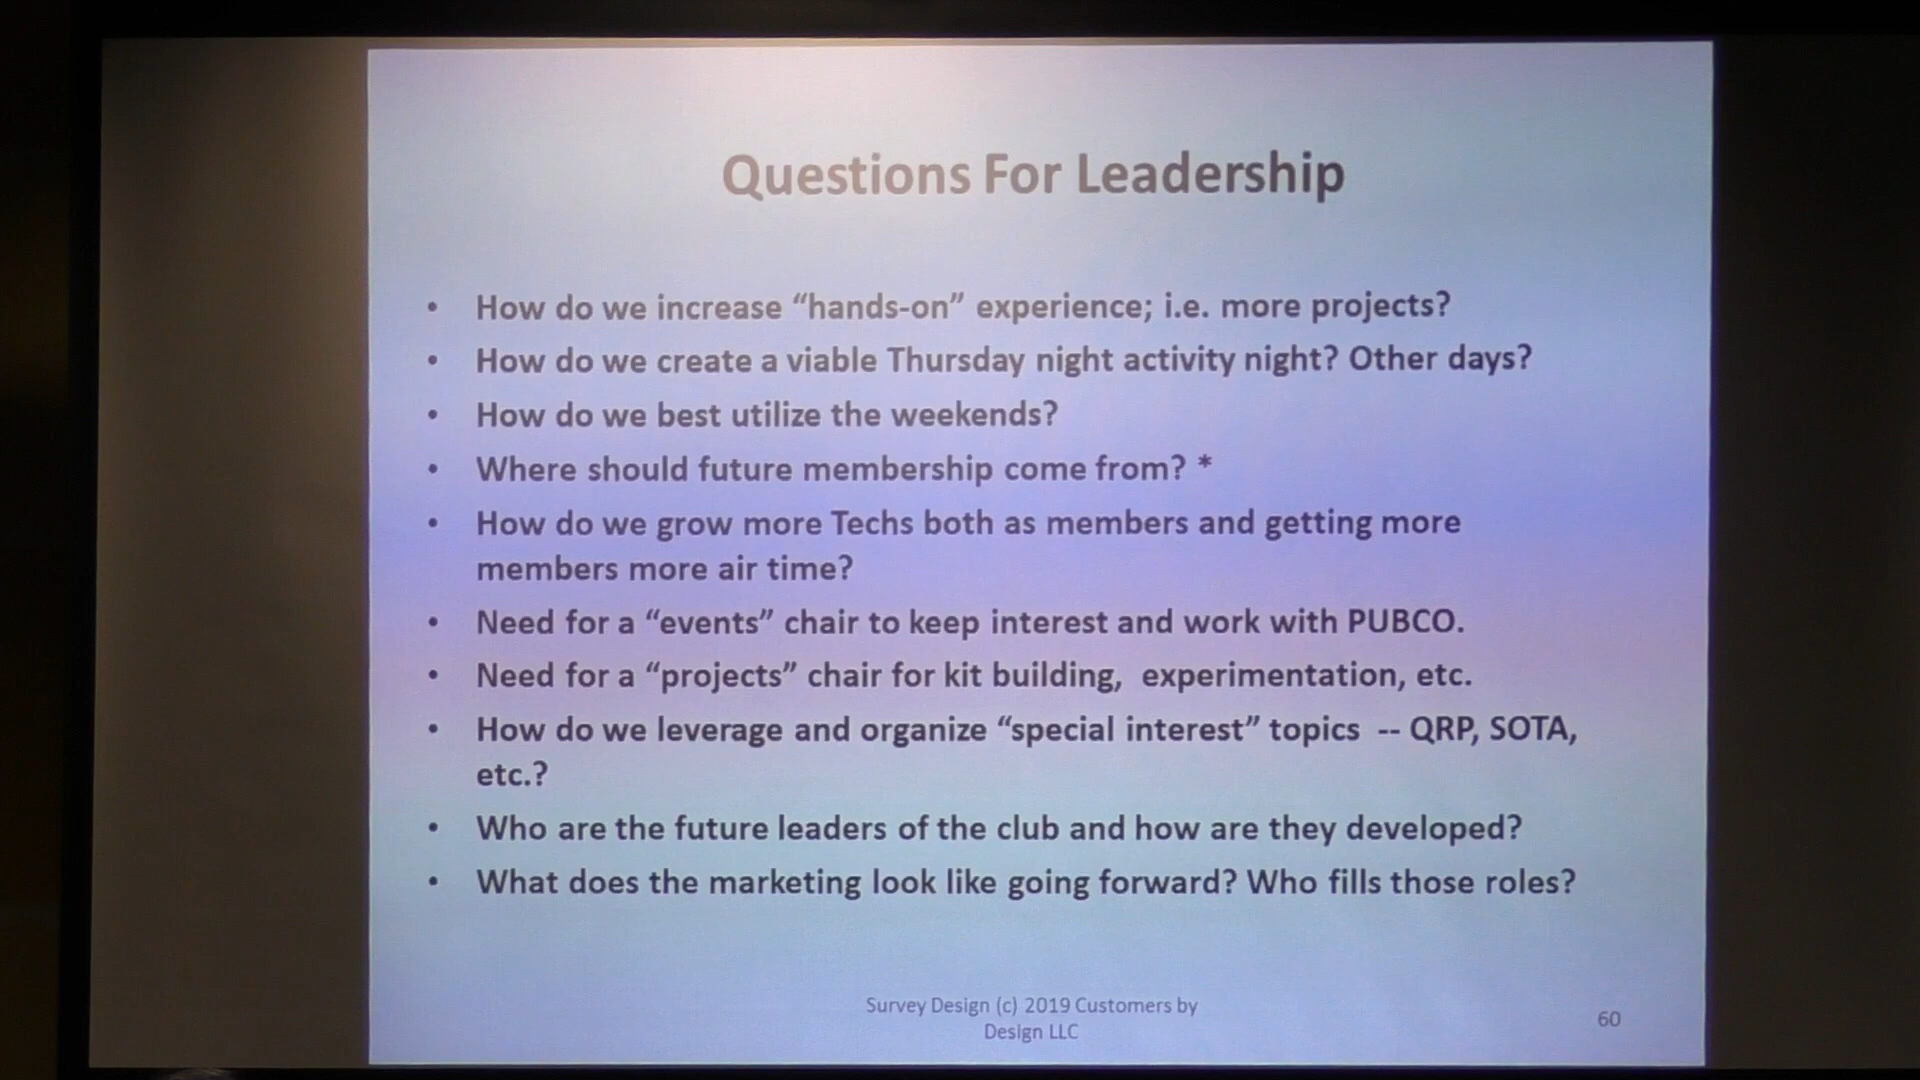 Questions For Leadership
• How do we increase “hands-on” experience; i.e. more projects?
• How do we create a viable Thursday night activity night? Other days?
• How do we best utilize the weekends?
• Where should future membership come from? *
• How do we grow more Techs both as members and getting more
members more air time?
• Need for a “events” chair to keep interest and work with PUBCO.
• Need for a “projects” chair for kit building, experimentation, etc.
• How do we leverage and organize “special interest” topics -- QRP, SOTA,
etc.?
• Who are the future leaders of the club and how are they developed?
• What does the marketing look like going forward? Who fills those roles?
Survey Design (c) 2019 Customers by
Design LLC
60